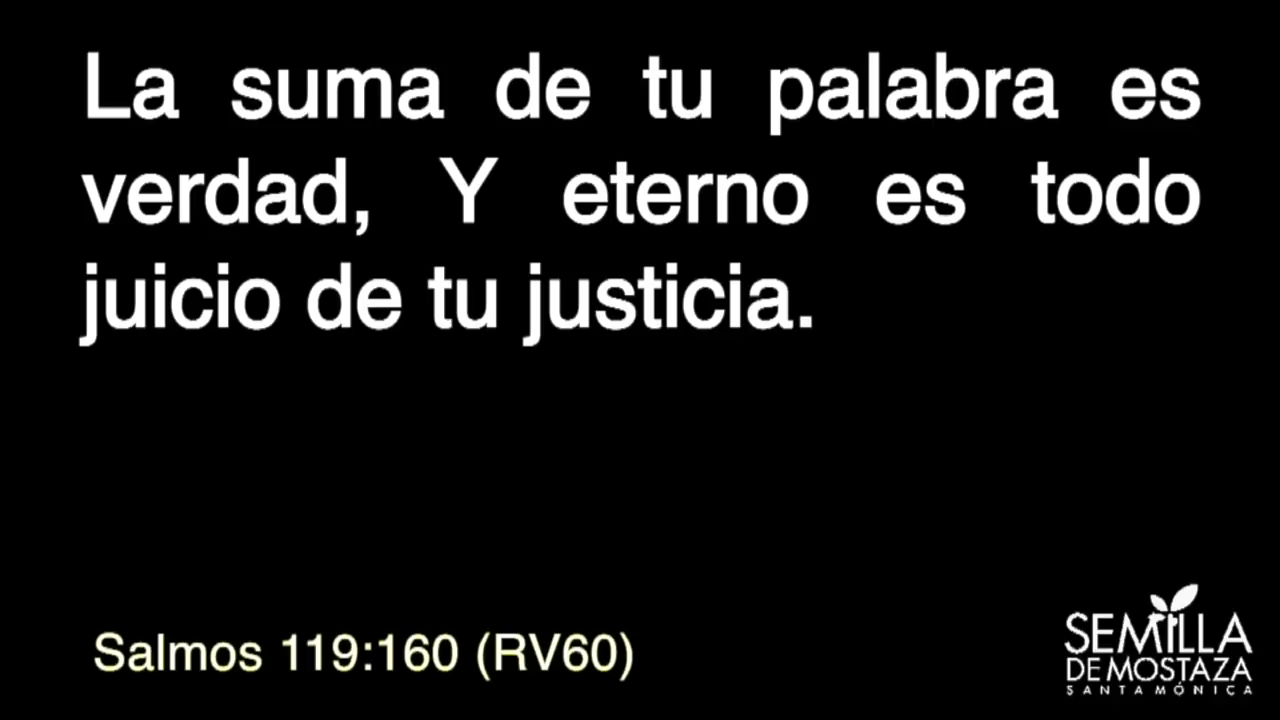 La suma de tu palabra es
verdad, Y eterno es todo
juicio de tu justicia.
Salmos 119:160 (RV60)
SEMILLA
DE MOSTAZA
SANTA MÓNICA